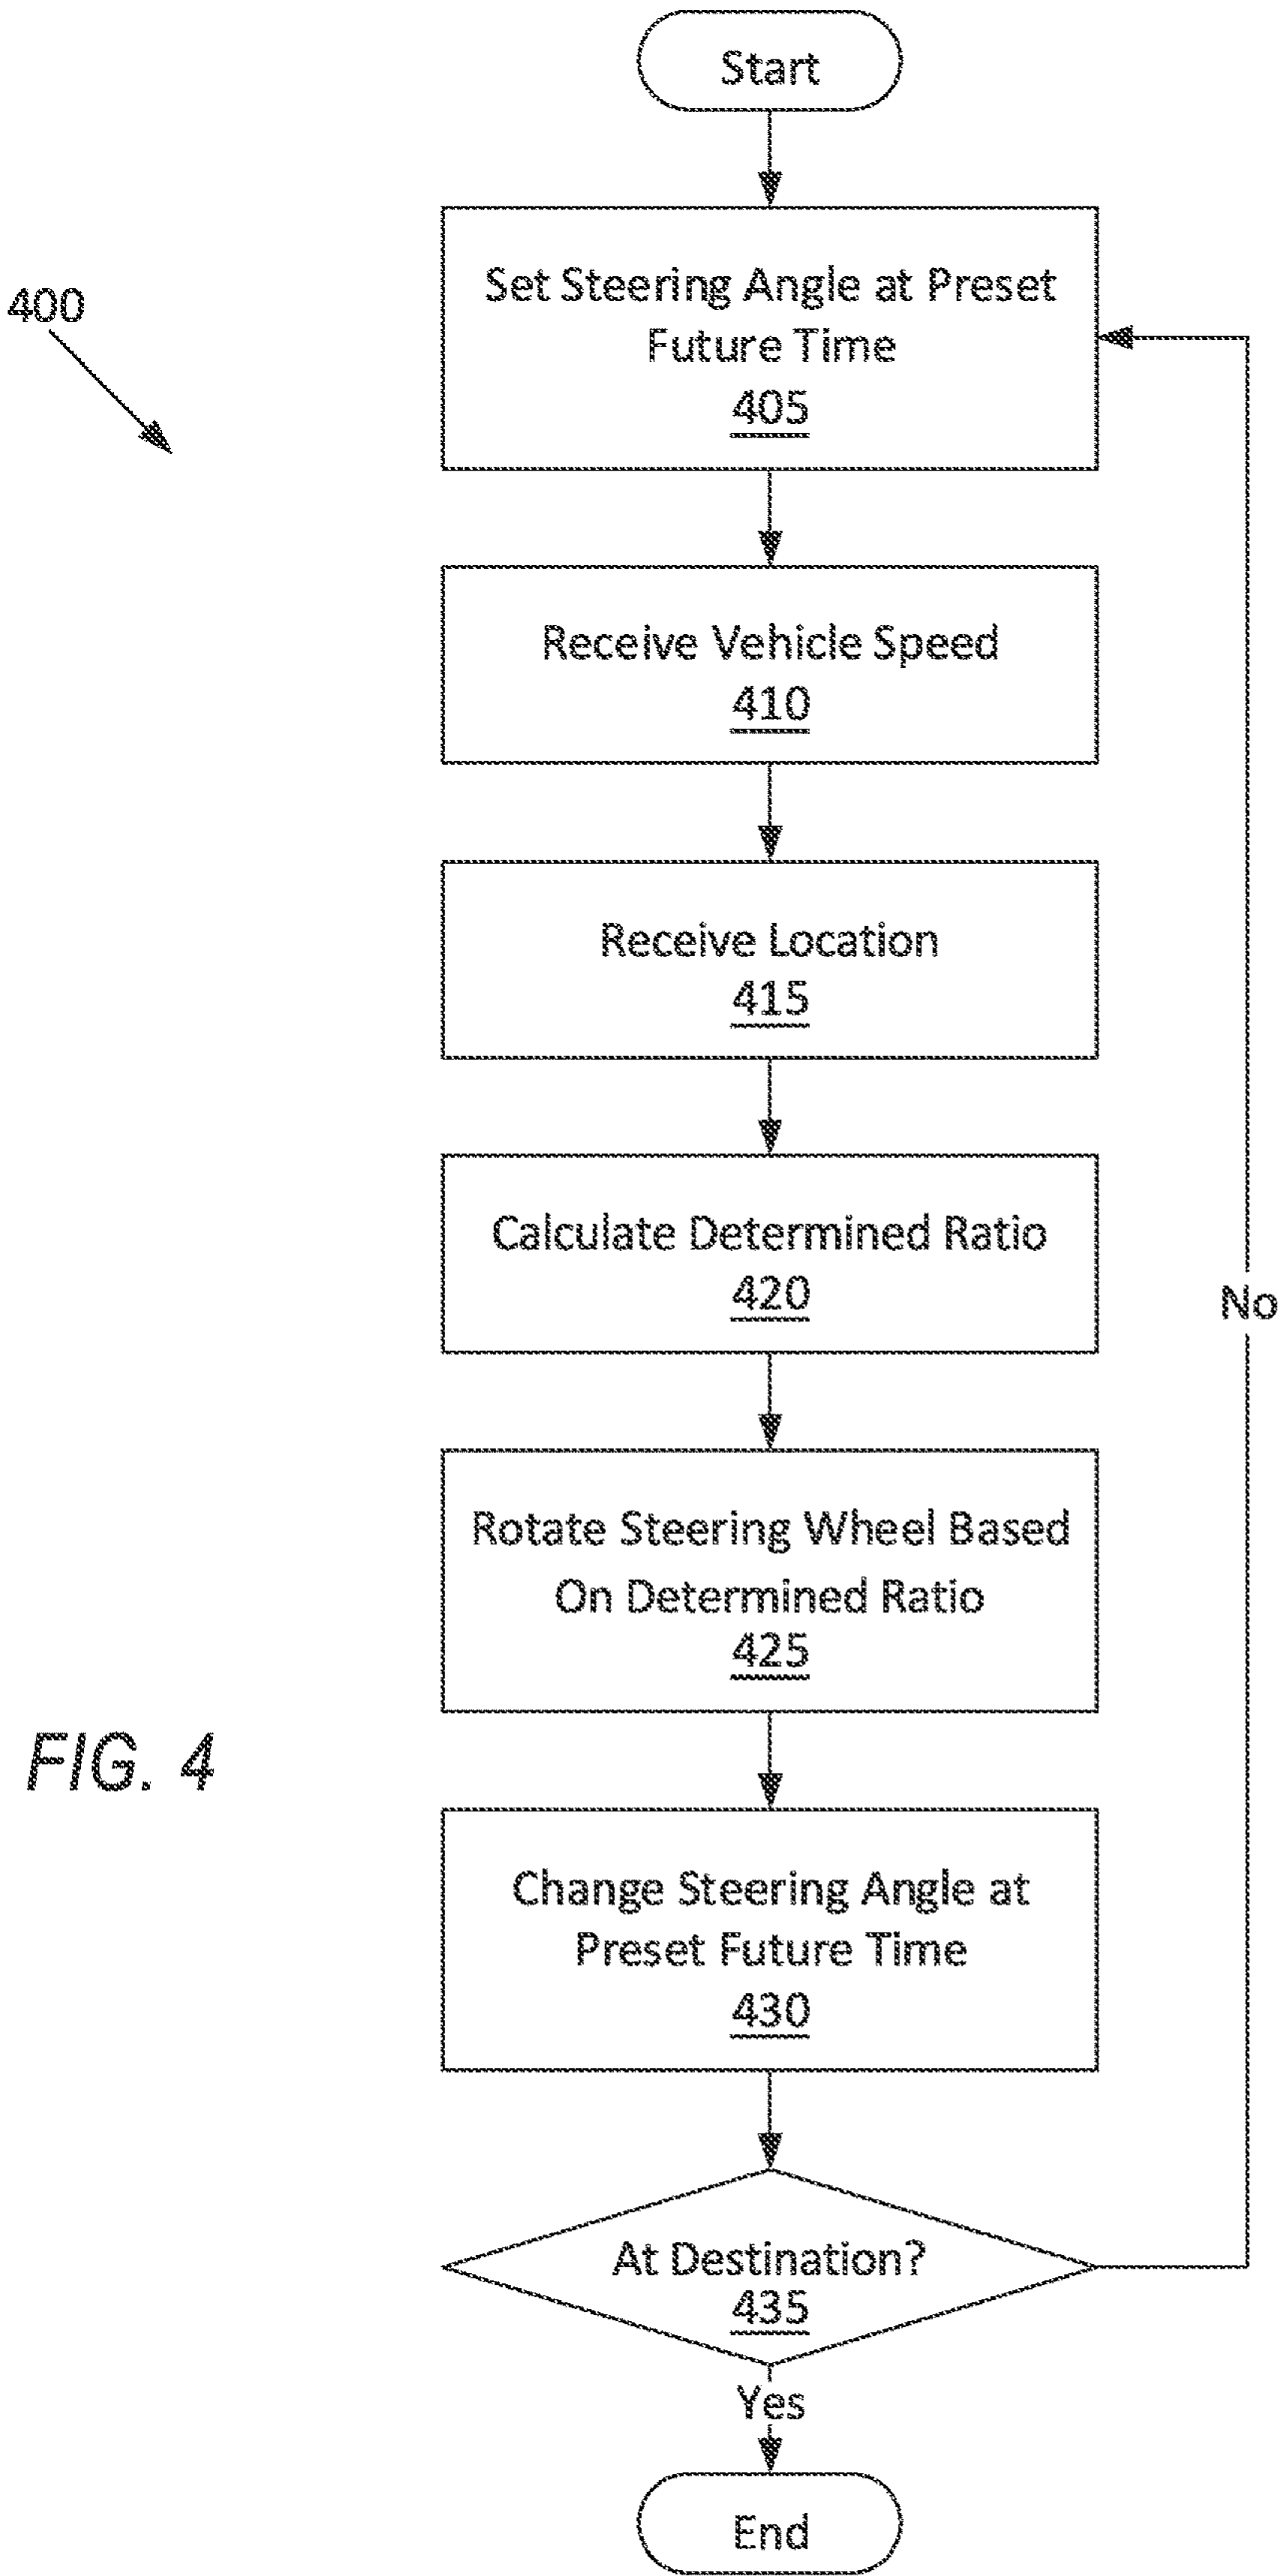 Start
400
Set Steering Angle at Preset
Future Time
405
Receive Vehicle Speed
410
Receive Location
415
Calculate Determined Ratio
420
No
Rotate Steering Wheel Based
On Determined Ratio
425
FIG. 4
Change Steering Angle at
Preset Future Time
430
At Destination?
435
Yes
End